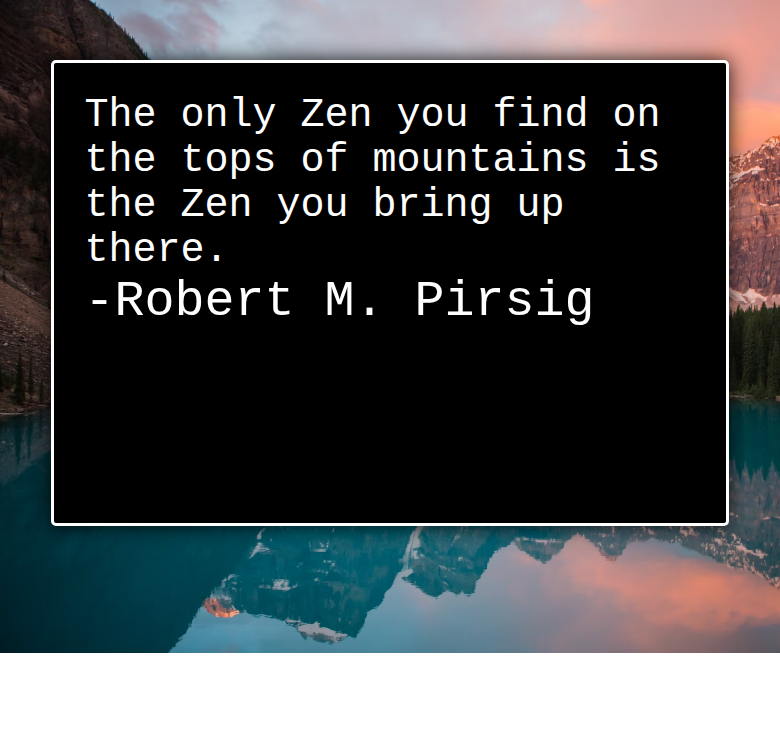 The only Zen you find on
the tops of mountains is
the Zen you bring up
there.
-Robert M. Pirsig